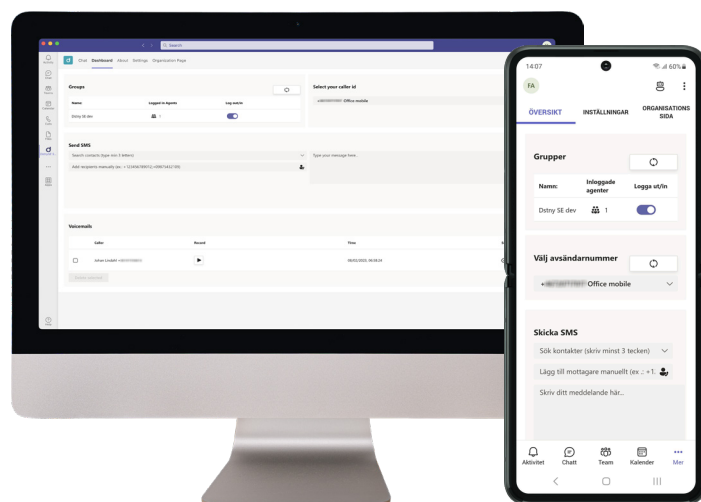 Search
Chat Dashboard About Settings Organization Page
Groups
Name Logged in Agents Log out/in
Dstny SE dev 1
Select your caller id
Office mobile
Send SMS
Search contacts (type min 3 letters)
Type your message here
Voicemails
Caller Record Time
Johan Lindahl
14:07 60%
FA
ÖVERSIKT INSTÄLLNINGAR ORGANISATIONS
SIDA
Grupper
Namn: Inloggade
agenter Logga ut/in
Dstny SE dev 1
Välj avsändarnummer
Office mobile
Skicka SMS
Sök kontakter (skriv minst 3 tecken)
Lägg till mottagare manuellt (ex .: +1.
Skriv ditt meddelande här...
Aktivitet Chatt Team Kalender Mer